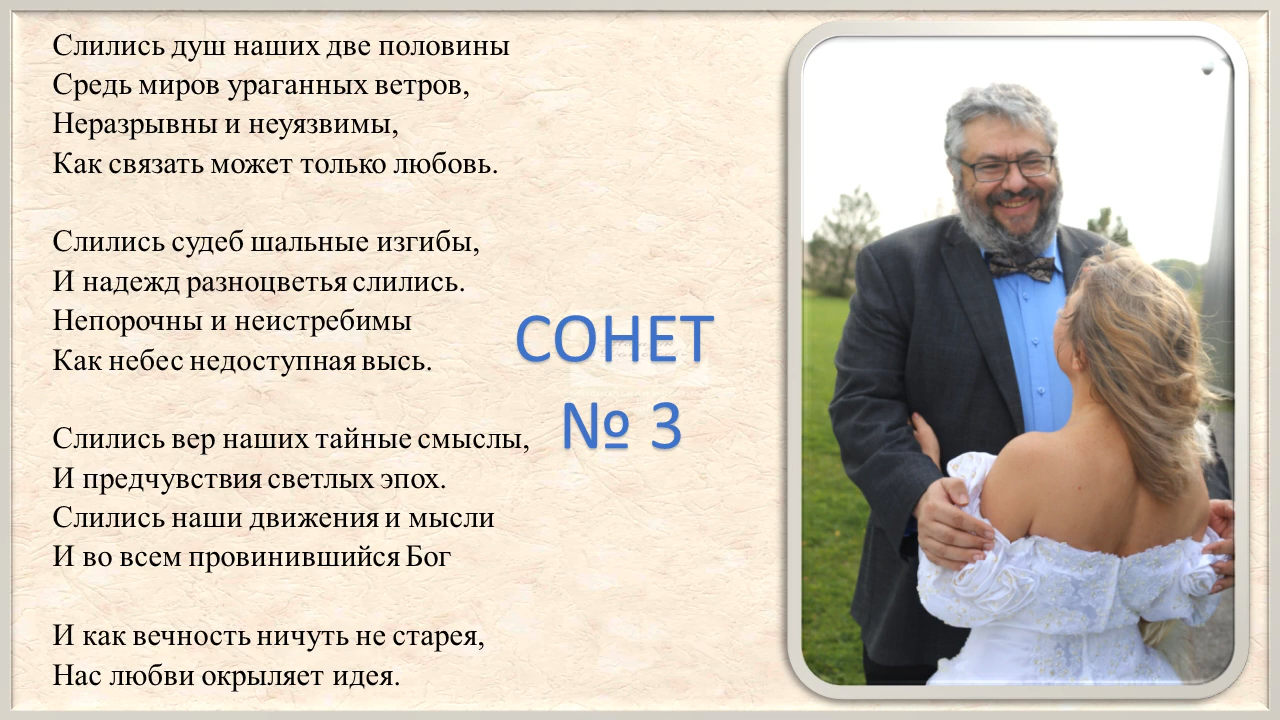 Слились душ наших две половины
Средь миров ураганных ветров,
Неразрывны и неуязвимы,
Как связать может только любовь.
Слились судеб шальные изгибы,
И надежд разноцветья слились.
Непорочны и неистребимы
Как небес недоступная высь.
Слились вер наших тайные смыслы,
И предчувствия светлых эпох.
Слились наши движения и мысли
И во всем провинившийся Бог
И как вечность ничуть не старея,
Нас любви окрыляет идея.
СОНЕТ
№ 3